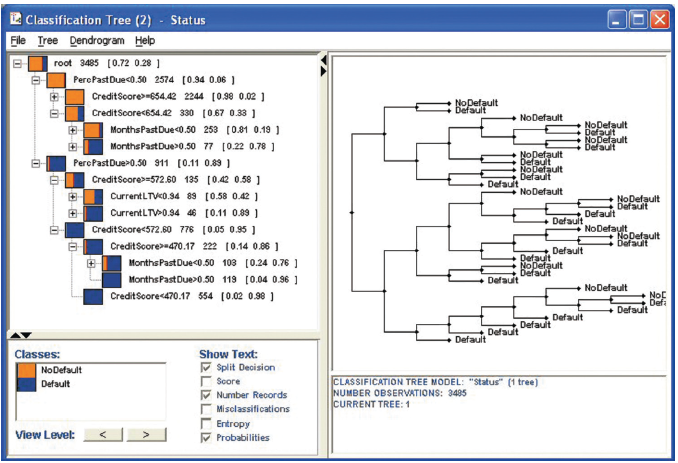 Classification Tree (2) - Status
File Tree Dendrogram Help
root 3485 [0.72 0.28 ]
PercPastDue<0.50 2574 [0.94 0.06 ]
CreditScore>=654.42 2244 [0.98 0.02 ]
CreditScore<654.42 330 [0.67 0.33 ]
MonthsPastDue<0.50 253 [0.81 0.19 ]
MonthsPastDue>0.50 77 [0.22 0.78 ]
PercPastDue>0.50 911 [0.11 0.89 ]
CreditScore>=572.60 135 [0.42 0.58 ]
CurrentLTV<0.94 89 [0.58 0.42 ]
CurrentLTV>0.94 46 [0.11 0.89 ]
CreditScore<572.60 776 [0.05 0.95 ]
CreditScore>=470.17 222 [0.14 0.86 ]
MonthsPastDue<0.50 103 [0.24 0.76 ]
MonthsPastDue>0.50 119 [0.04 0.96 ]
CreditScore<470.17 554 [0.02 0.98 ]
NoDefault
Default
NoDefault
NoDefault
Default
NoDefault
NoDefault
NoDefault
NoDefault
NoDefault
NoDefault
Default
NoDefault
NoDefault
Default
Default
NoDefault
NoDefault
Default
NoDefault
Default
NoDefault
NoD
Default
Default
Default
Default
Default
Classes:
NoDefault
Default
View Level: < >
Show Text:
Split Decision
Score
Number Records
Misclassifications
Entropy
Probabilities
CLASSIFICATION TREE MODEL: "Status" (1 tree)
NUMBER OBSERVATIONS: 3485
CURRENT TREE: 1